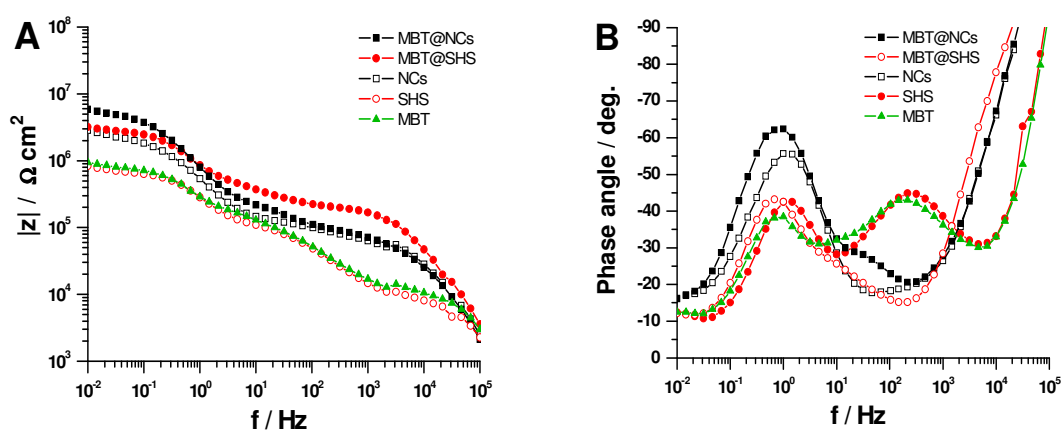 A
|z| / Ω cm²
10⁸
10⁷
10⁶
10⁵
10⁴
10³
MBT@NCs
MBT@SHS
NCs
SHS
MBT
10⁻² 10⁻¹ 10⁰ 10¹ 10² 10³ 10⁴ 10⁵
f / Hz
B
Phase angle / deg.
-90
-80
-70
-60
-50
-40
-30
-20
-10
0
MBT@NCs
MBT@SHS
NCs
SHS
MBT
10⁻² 10⁻¹ 10⁰ 10¹ 10² 10³ 10⁴ 10⁵
f / Hz